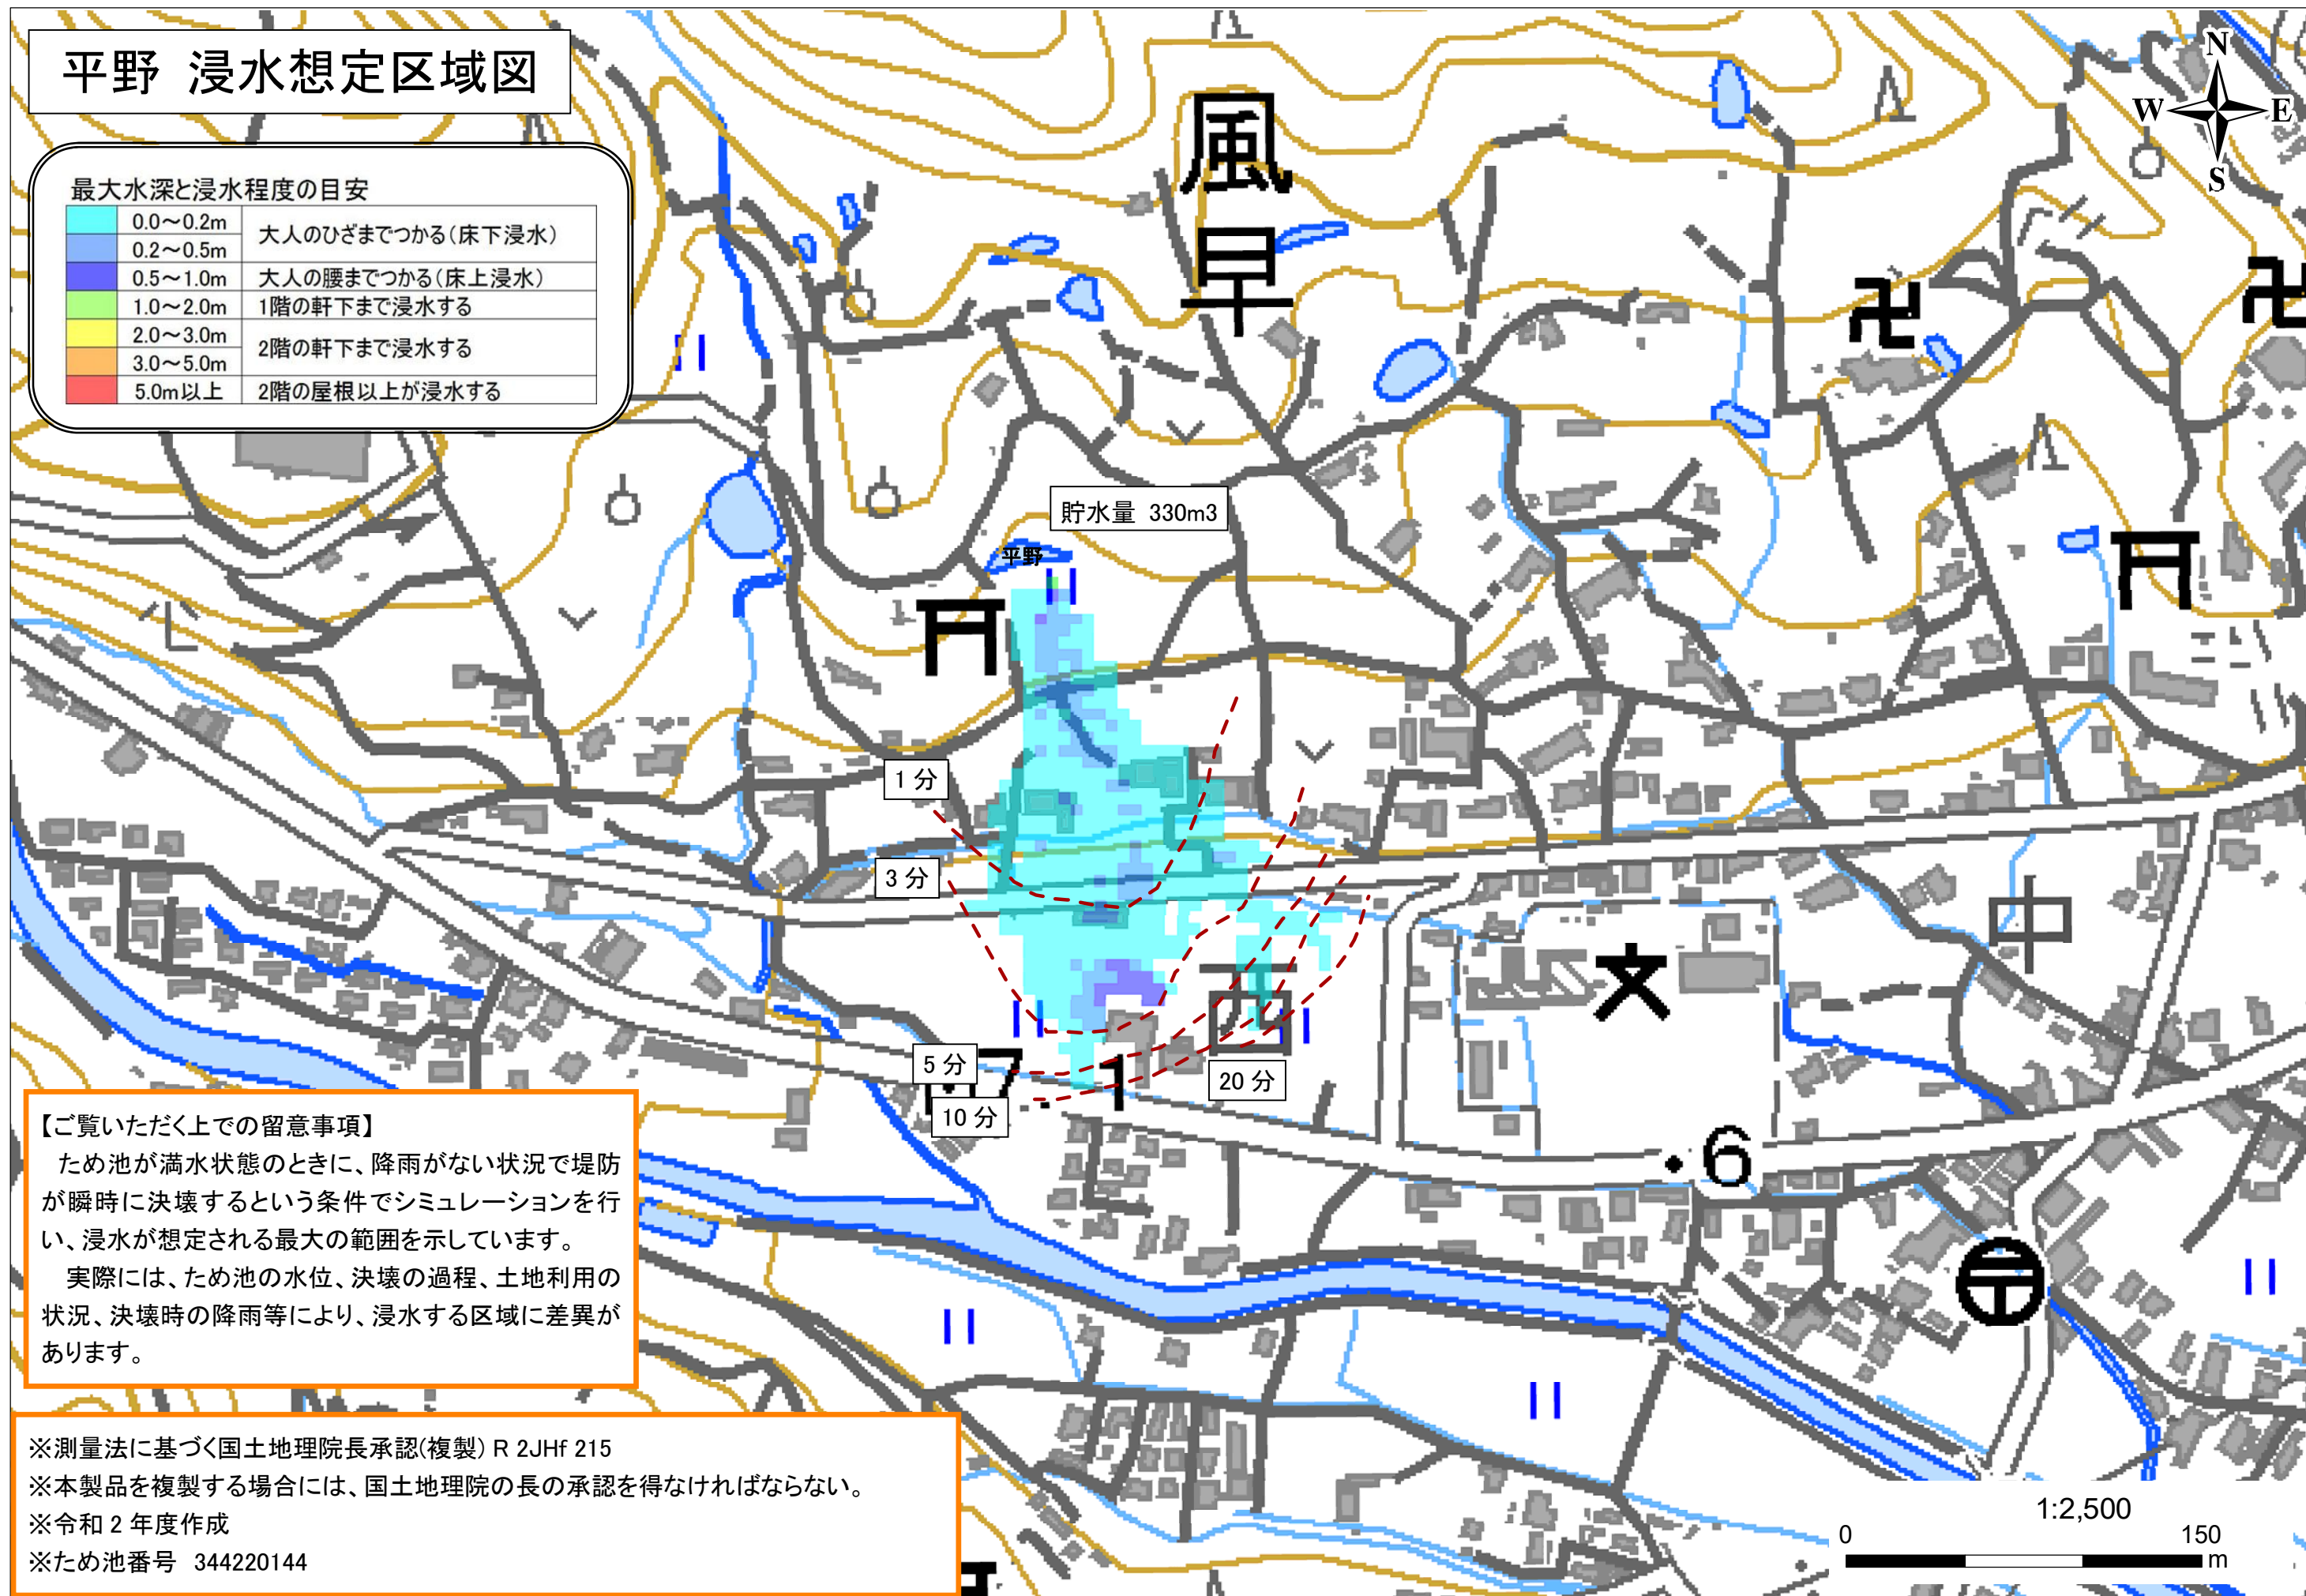 平野 浸水想定区域図
N
W
E
S
最大水深と浸水程度の目安
0.0～0.2m
大人のひざまでつかる(床下浸水)
0.2～0.5m
0.5～1.0m 大人の腰までつかる(床上浸水)
1.0～2.0m 1階の軒下まで浸水する
2.0～3.0m
2階の軒下まで浸水する
3.0～5.0m
5.0m以上 2階の屋根以上が浸水する
風
早
貯水量 330m3
平野
1 分
3 分
中
西
5 分
20 分
10 分
7.1
・6
【ご覧いただく上での留意事項】
ため池が満水状態のときに、降雨がない状況で堤防
が瞬時に決壊するという条件でシミュレーションを行
い、浸水が想定される最大の範囲を示しています。
実際には、ため池の水位、決壊の過程、土地利用の
状況、決壊時の降雨等により、浸水する区域に差異が
あります。
※測量法に基づく国土地理院長承認(複製) R 2JHf 215
※本製品を複製する場合には、国土地理院の長の承認を得なければならない。
※令和 2 年度作成
※ため池番号 344220144
1:2,500
0 150
m